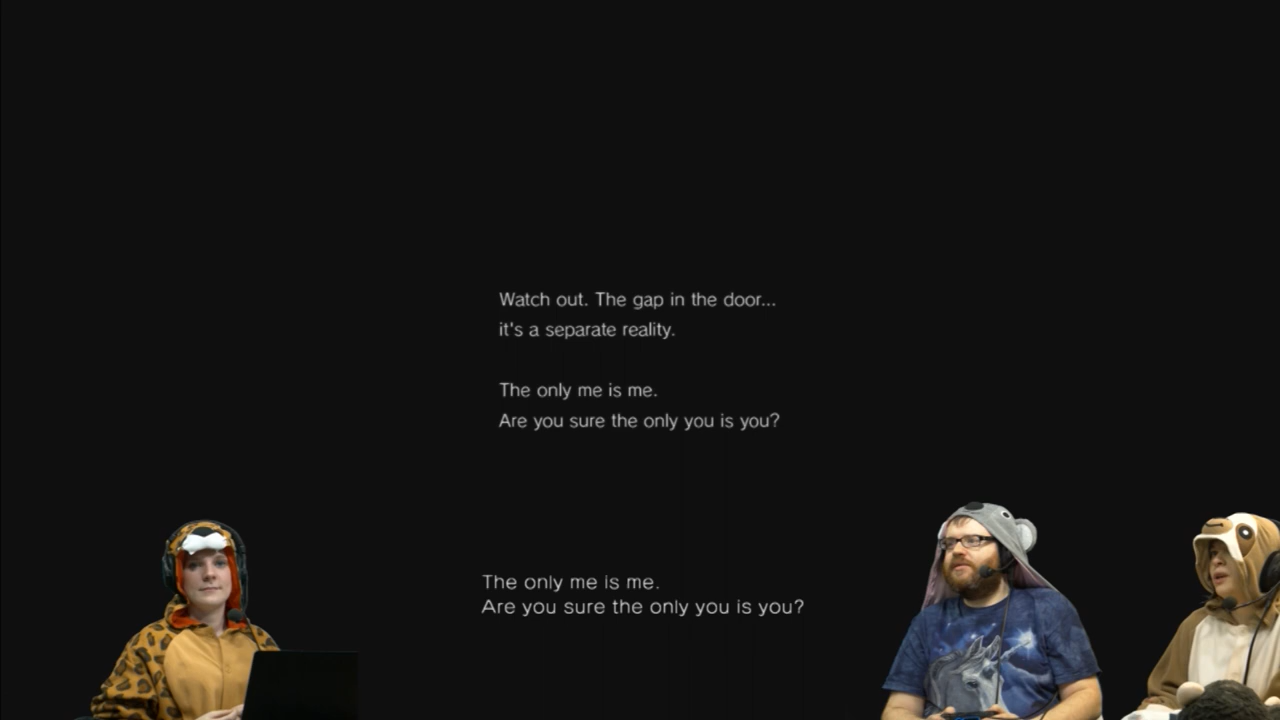 Watch out. The gap in the door...
it's a separate reality.
The only me is me.
Are you sure the only you is you?
The only me is me.
Are you sure the only you is you?